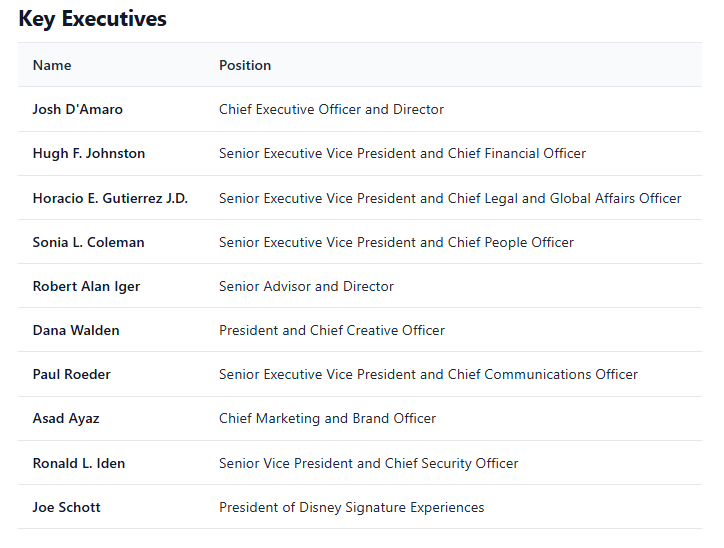 Key Executives
Name Position
Josh D'Amaro Chief Executive Officer and Director
Hugh F. Johnston Senior Executive Vice President and Chief Financial Officer
Horacio E. Gutierrez J.D. Senior Executive Vice President and Chief Legal and Global Affairs Officer
Sonia L. Coleman Senior Executive Vice President and Chief People Officer
Robert Alan Iger Senior Advisor and Director
Dana Walden President and Chief Creative Officer
Paul Roeder Senior Executive Vice President and Chief Communications Officer
Asad Ayaz Chief Marketing and Brand Officer
Ronald L. Iden Senior Vice President and Chief Security Officer
Joe Schott President of Disney Signature Experiences